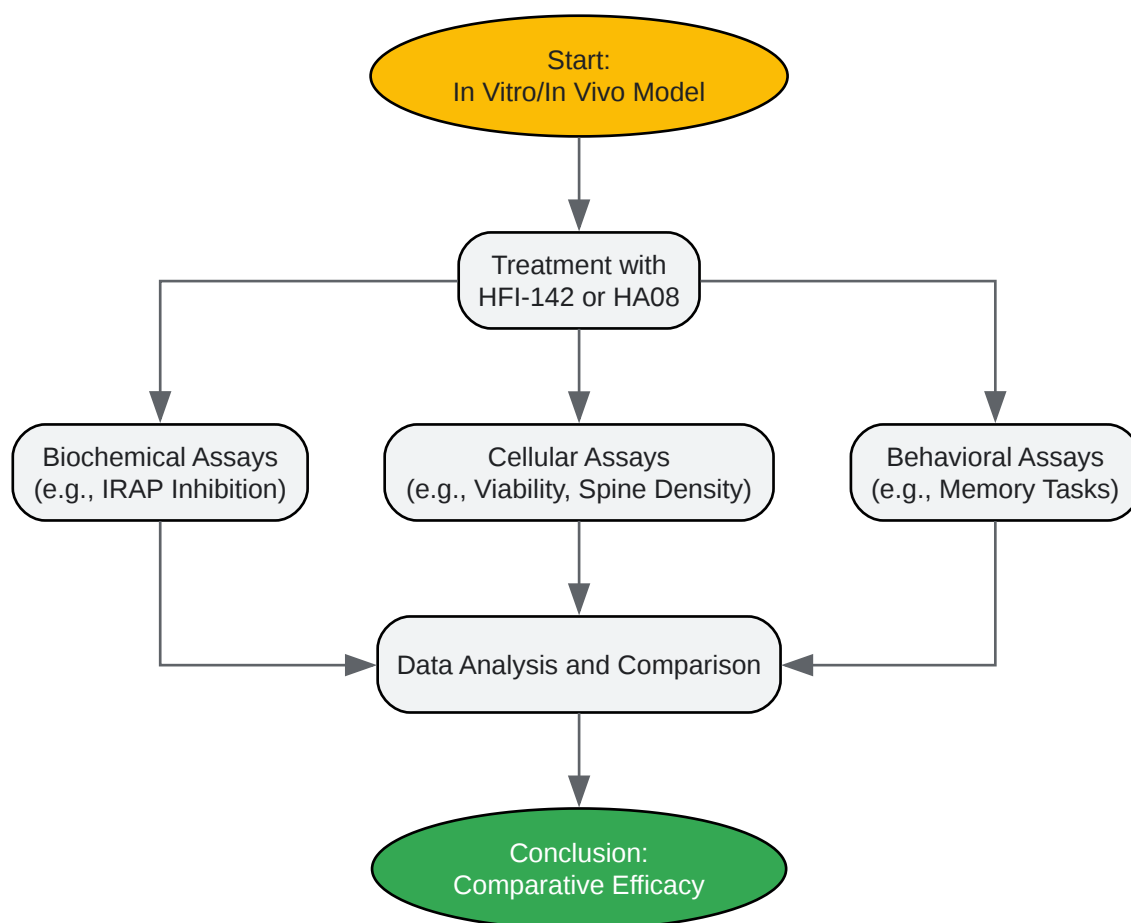 Start:
In Vitro/In Vivo Model
Treatment with
HFI-142 or HA08
Biochemical Assays
(e.g., IRAP Inhibition)
Cellular Assays
(e.g., Viability, Spine Density)
Behavioral Assays
(e.g., Memory Tasks)
Data Analysis and Comparison
Conclusion:
Comparative Efficacy